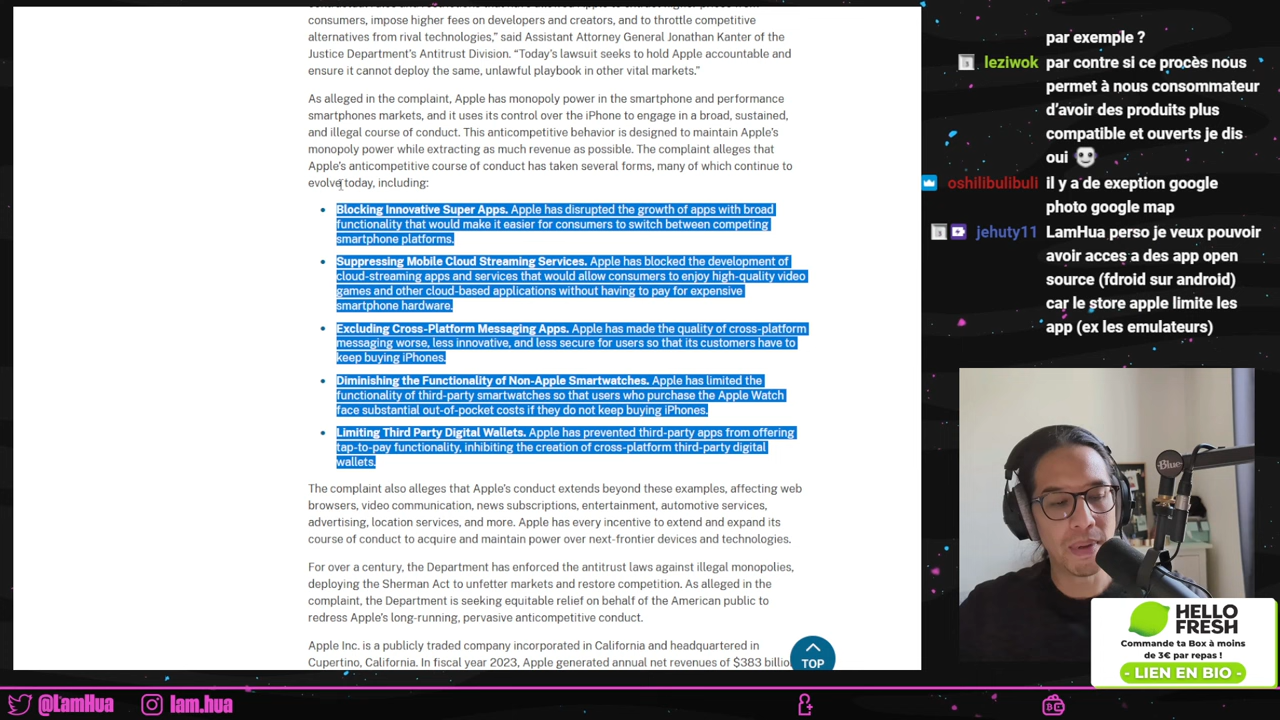 consumers, impose higher fees on developers and creators, and to throttle competitive
alternatives from rival technologies,” said Assistant Attorney General Jonathan Kanter of the
Justice Department’s Antitrust Division. “Today’s lawsuit seeks to hold Apple accountable and
ensure it cannot deploy the same, unlawful playbook in other vital markets.”
As alleged in the complaint, Apple has monopoly power in the smartphone and performance
smartphones markets, and it uses its control over the iPhone to engage in a broad, sustained,
and illegal course of conduct. This anticompetitive behavior is designed to maintain Apple’s
monopoly power while extracting as much revenue as possible. The complaint alleges that
Apple’s anticompetitive course of conduct has taken several forms, many of which continue to
evolve today, including:
• Blocking Innovative Super Apps. Apple has disrupted the growth of apps with broad
functionality that would make it easier for consumers to switch between competing
smartphone platforms.
• Suppressing Mobile Cloud Streaming Services. Apple has blocked the development of
cloud-streaming apps and services that would allow consumers to enjoy high-quality video
games and other cloud-based applications without having to pay for expensive
smartphone hardware.
• Excluding Cross-Platform Messaging Apps. Apple has made the quality of cross-platform
messaging worse, less innovative, and less secure for users so that its customers have to
keep buying iPhones.
• Diminishing the Functionality of Non-Apple Smartwatches. Apple has limited the
functionality of third-party smartwatches so that users who purchase the Apple Watch
face substantial out-of-pocket costs if they do not keep buying iPhones.
• Limiting Third Party Digital Wallets. Apple has prevented third-party apps from offering
tap-to-pay functionality, inhibiting the creation of cross-platform third-party digital
wallets.
The complaint also alleges that Apple’s conduct extends beyond these examples, affecting web
browsers, video communication, news subscriptions, entertainment, automotive services,
advertising, location services, and more. Apple has every incentive to extend and expand its
course of conduct to acquire and maintain power over next-frontier devices and technologies.
For over a century, the Department has enforced the antitrust laws against illegal monopolies,
deploying the Sherman Act to unfetter markets and restore competition. As alleged in the
complaint, the Department is seeking equitable relief on behalf of the American public to
redress Apple’s long-running, pervasive anticompetitive conduct.
Apple Inc. is a publicly traded company incorporated in California and headquartered in
Cupertino, California. In fiscal year 2023, Apple generated annual net revenues of $383 billio
TOP
par exemple ?
leziwok par contre si ce procès nous
permet à nous consommateur
d’avoir des produits plus
compatible et ouverts je dis
oui
oshilibulibuli il y a de exeption google
photo google map
jehuty11 LamHua perso je veux pouvoir
avoir acces a des app open
source (fdroid sur android)
car le store apple limite les
app (ex les emulateurs)
Blue
HELLO
FRESH
Commande ta Box à moins
de 3€ par repas !
- LIEN EN BIO -
@LamHua
lam.hua